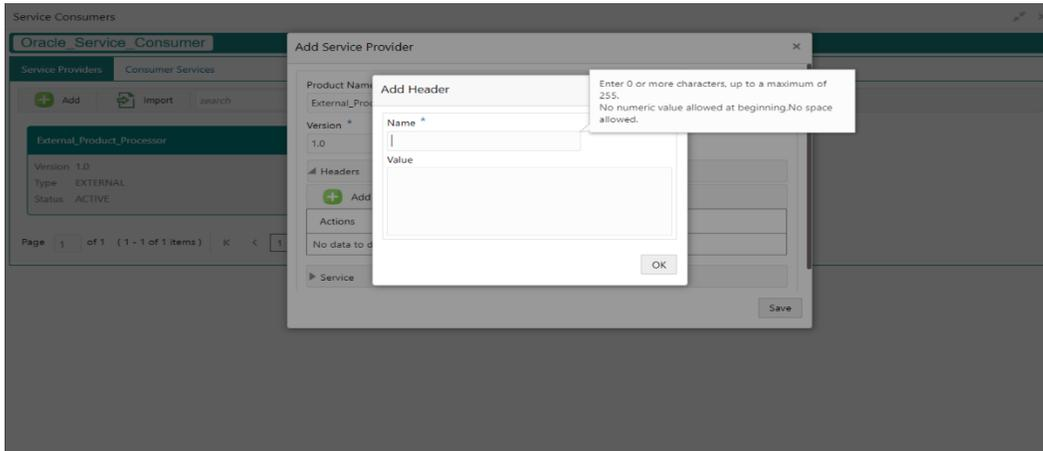 Service Consumers
Oracle_Service_Consumer
Service Providers Consumer Services
Add Import search
External_Product_Processor
Version 1.0
Type EXTERNAL
Status ACTIVE
Page 1 of 1 (1 - 1 of 1 items) K < 1
Add Service Provider ×
Product Name
External_Proc
Version *
1.0
Headers
Add
Actions
No data to d
Service
Save
Add Header
Name *
Value
OK
Enter 0 or more characters, up to a maximum of
255.
No numeric value allowed at beginning.No space
allowed.